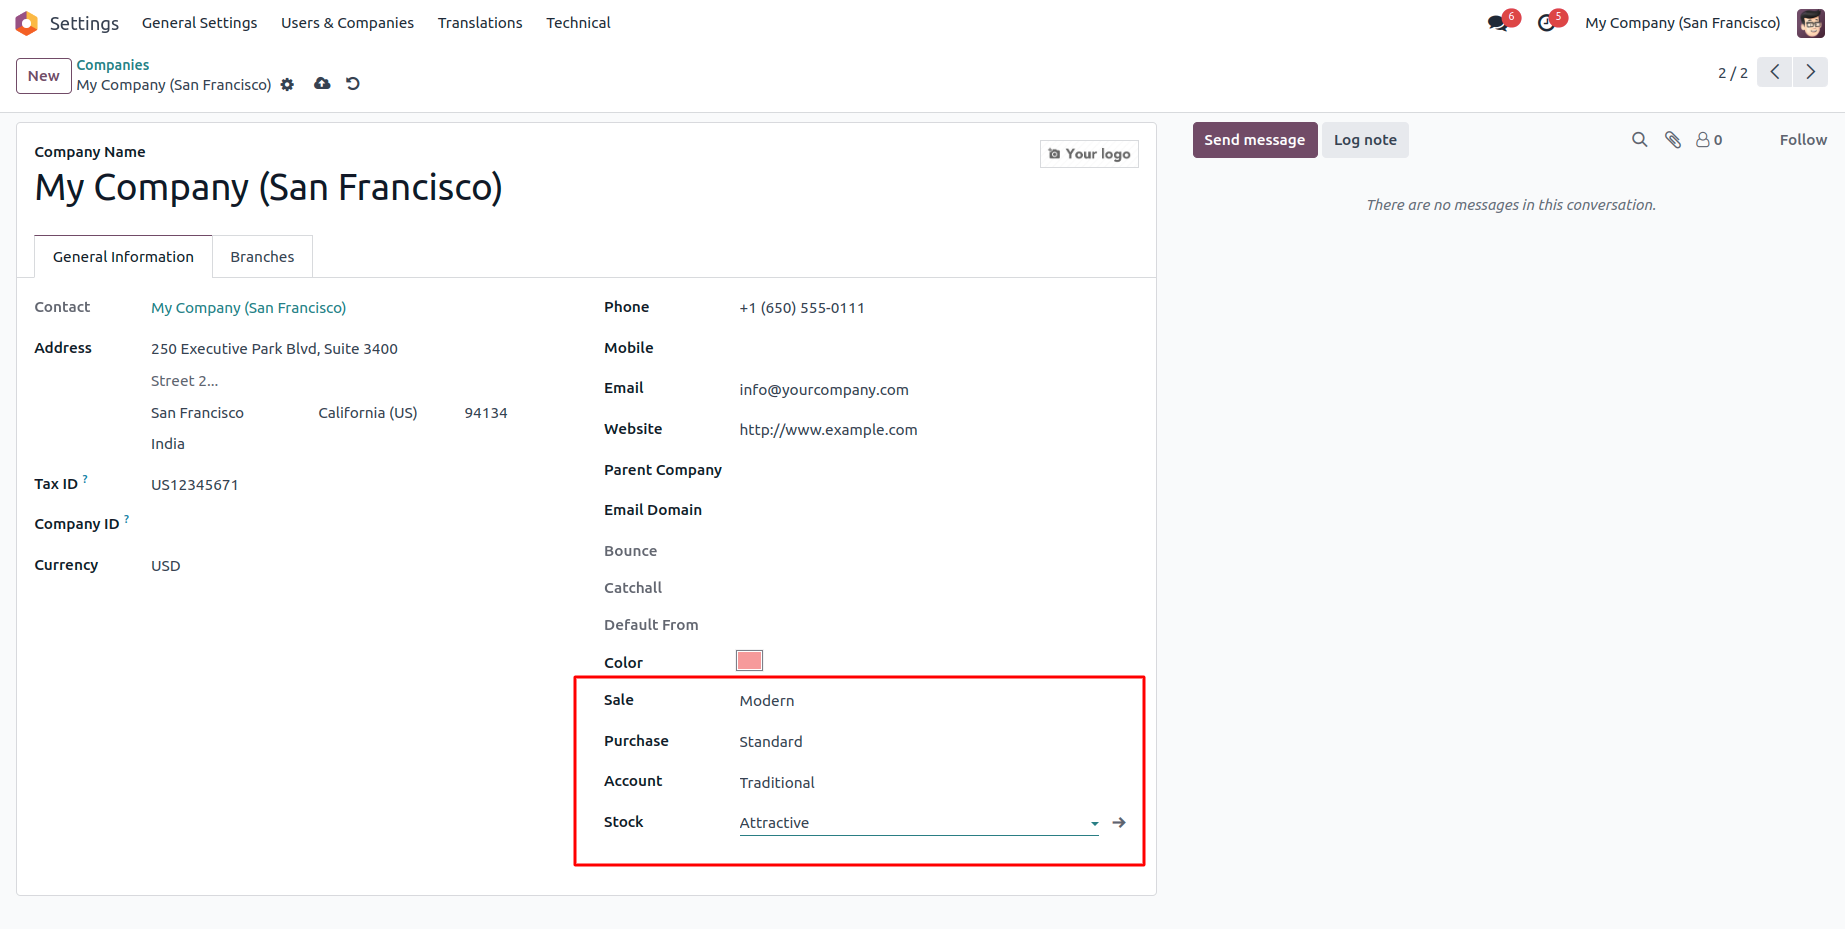 Settings General Settings Users & Companies Translations Technical 6 5 My Company (San Francisco)
New Companies
My Company (San Francisco) 2 / 2
Company Name
My Company (San Francisco)
Your logo
Send message Log note 0 Follow
There are no messages in this conversation.
General Information Branches
Contact My Company (San Francisco)
Address 250 Executive Park Blvd, Suite 3400
Street 2...
San Francisco California (US) 94134
India
Tax ID ? US12345671
Company ID ?
Currency USD
Phone +1 (650) 555-0111
Mobile
Email info@yourcompany.com
Website http://www.example.com
Parent Company
Email Domain
Bounce
Catchall
Default From
Color
Sale Modern
Purchase Standard
Account Traditional
Stock Attractive